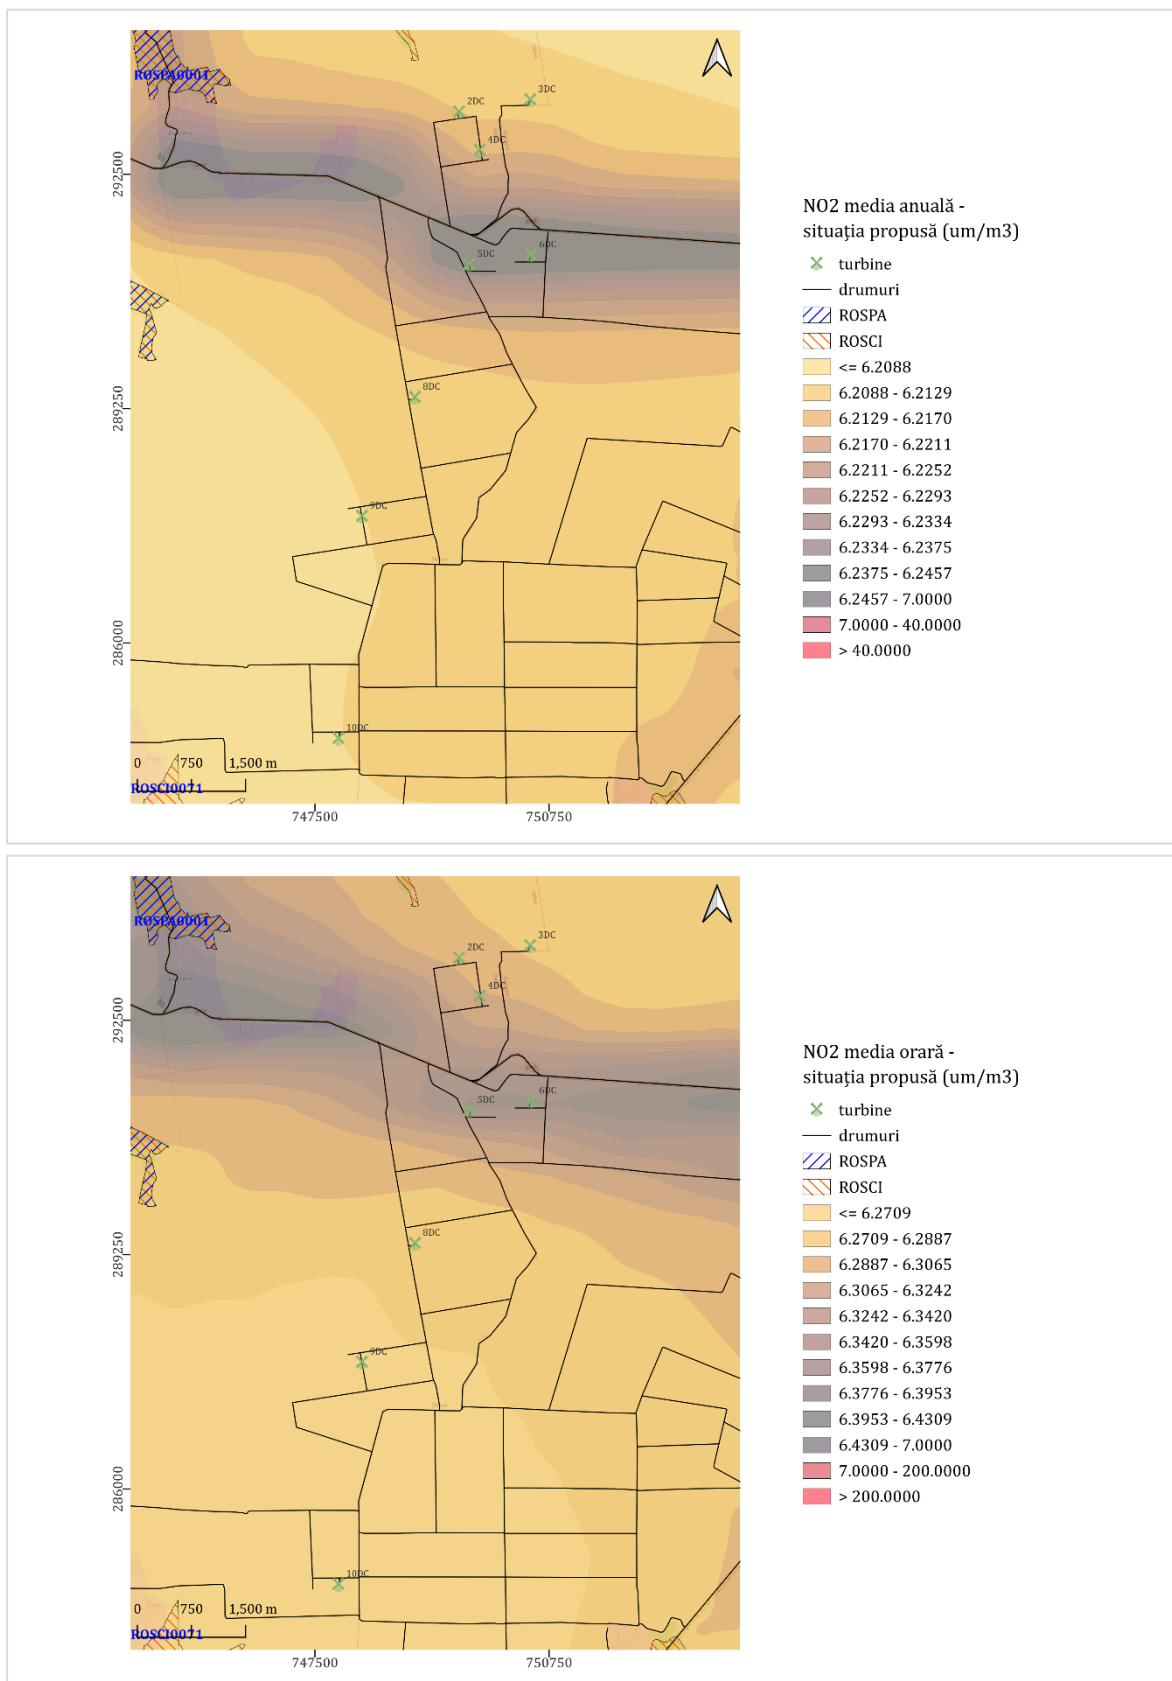 ROSPA0001
3DC
2DC
4DC
6DC
5DC
8DC
9DC
10DC
292500
289250
286000
0 750 1,500 m
ROSCI0071
747500 750750
NO2 media anuală -
situația propusă (um/m3)
turbine
drumuri
ROSPA
ROSCI
<= 6.2088
6.2088 - 6.2129
6.2129 - 6.2170
6.2170 - 6.2211
6.2211 - 6.2252
6.2252 - 6.2293
6.2293 - 6.2334
6.2334 - 6.2375
6.2375 - 6.2457
6.2457 - 7.0000
7.0000 - 40.0000
> 40.0000
ROSPA0001
3DC
2DC
4DC
6DC
5DC
8DC
9DC
10DC
292500
289250
286000
0 750 1,500 m
ROSCI0071
747500 750750
NO2 media orară -
situația propusă (um/m3)
turbine
drumuri
ROSPA
ROSCI
<= 6.2709
6.2709 - 6.2887
6.2887 - 6.3065
6.3065 - 6.3242
6.3242 - 6.3420
6.3420 - 6.3598
6.3598 - 6.3776
6.3776 - 6.3953
6.3953 - 6.4309
6.4309 - 7.0000
7.0000 - 200.0000
> 200.0000